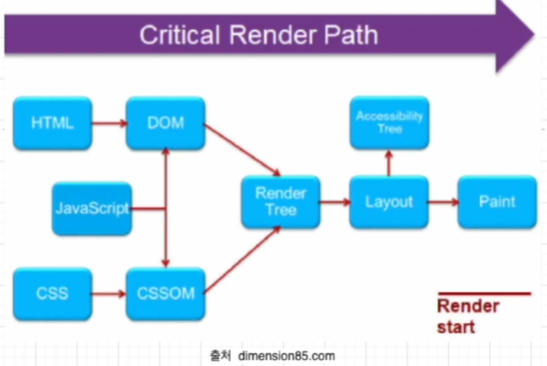 Critical Render Path
HTML
DOM
Accessibility
Tree
JavaScript
Render
Tree
Layout
Paint
CSS
CSSOM
Render
start
출처 dimension85.com